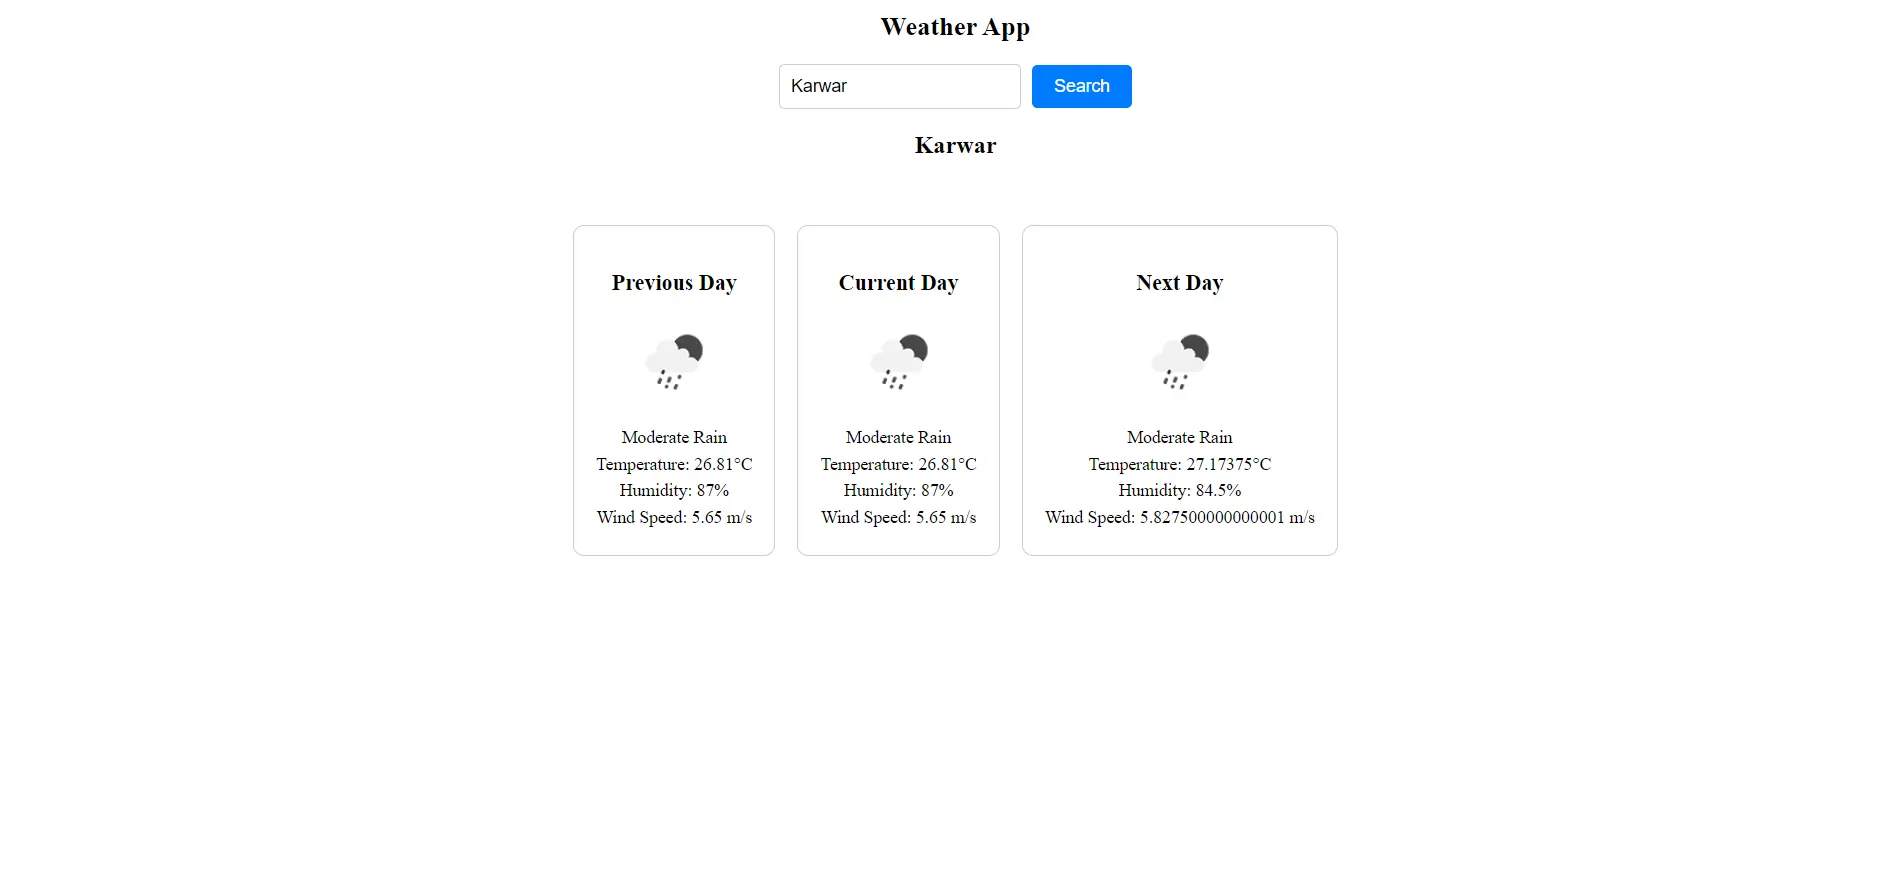 Weather App
Karwar
Search
Karwar
Previous Day
Moderate Rain
Temperature: 26.81°C
Humidity: 87%
Wind Speed: 5.65 m/s
Current Day
Moderate Rain
Temperature: 26.81°C
Humidity: 87%
Wind Speed: 5.65 m/s
Next Day
Moderate Rain
Temperature: 27.17375°C
Humidity: 84.5%
Wind Speed: 5.827500000000001 m/s